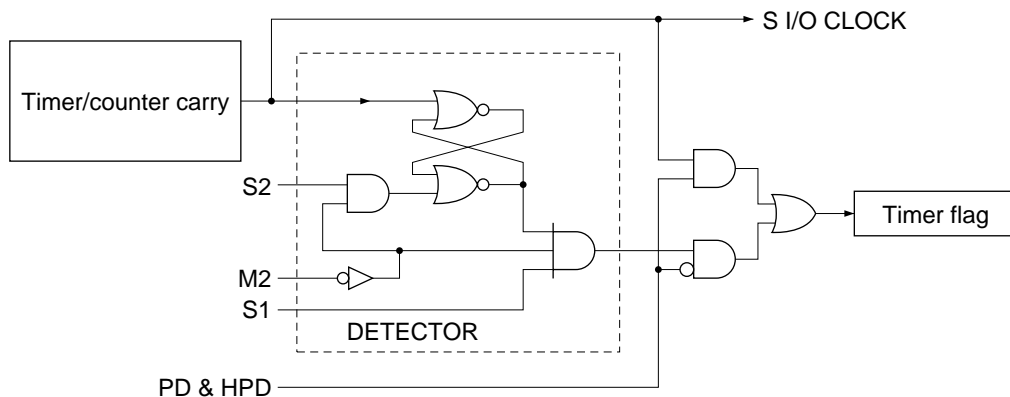 S I/O CLOCK
Timer/counter carry
S2
Timer flag
M2
S1
DETECTOR
PD & HPD